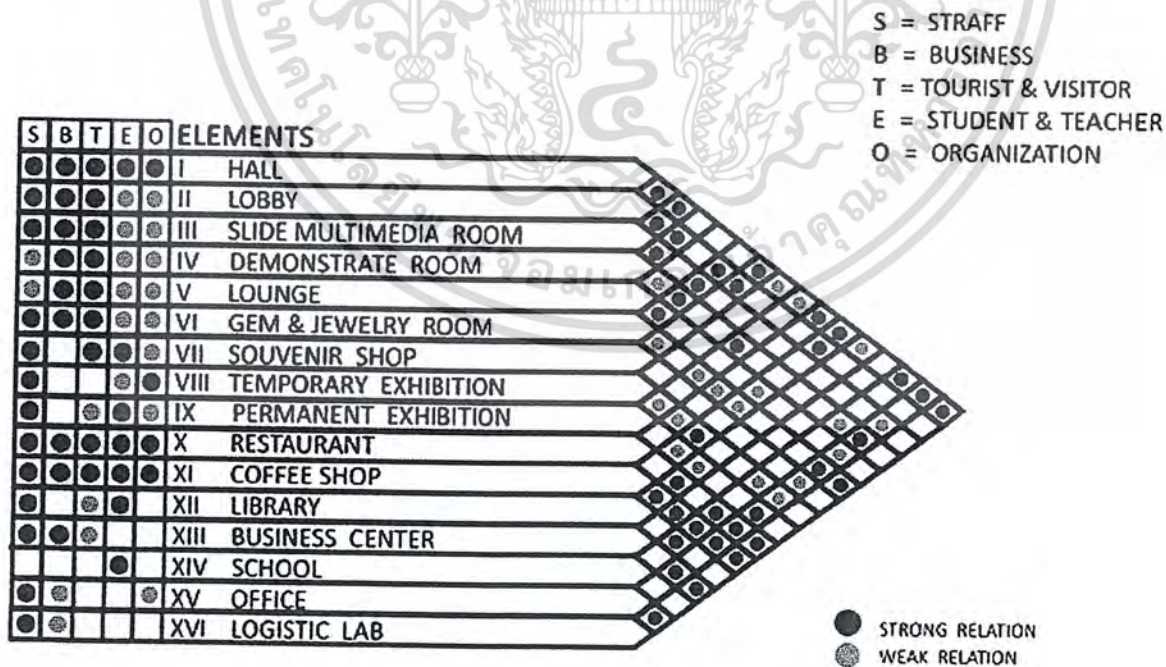 S = STRAFF
B = BUSINESS
T = TOURIST & VISITOR
E = STUDENT & TEACHER
O = ORGANIZATION
S B T E O ELEMENTS
I HALL
II LOBBY
III SLIDE MULTIMEDIA ROOM
IV DEMONSTRATE ROOM
V LOUNGE
VI GEM & JEWELRY ROOM
VII SOUVENIR SHOP
VIII TEMPORARY EXHIBITION
IX PERMANENT EXHIBITION
X RESTAURANT
XI COFFEE SHOP
XII LIBRARY
XIII BUSINESS CENTER
XIV SCHOOL
XV OFFICE
XVI LOGISTIC LAB
STRONG RELATION
WEAK RELATION